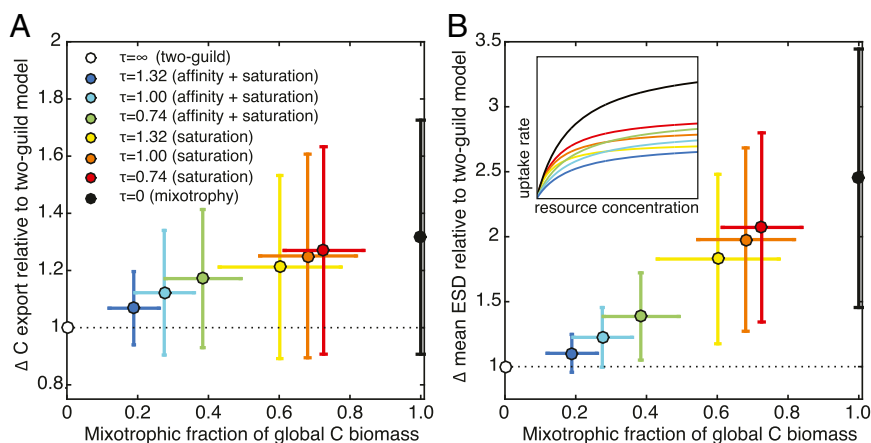 A
Δ C export relative to two-guild model
2
1.8
1.6
1.4
1.2
1
0.8
τ=∞ (two-guild)
τ=1.32 (affinity + saturation)
τ=1.00 (affinity + saturation)
τ=0.74 (affinity + saturation)
τ=1.32 (saturation)
τ=1.00 (saturation)
τ=0.74 (saturation)
τ=0 (mixotrophy)
0 0.2 0.4 0.6 0.8 1.0
Mixotrophic fraction of global C biomass
B
Δ mean ESD relative to two-guild model
3.5
3
2.5
2
1.5
1
uptake rate
resource concentration
0 0.2 0.4 0.6 0.8 1.0
Mixotrophic fraction of global C biomass